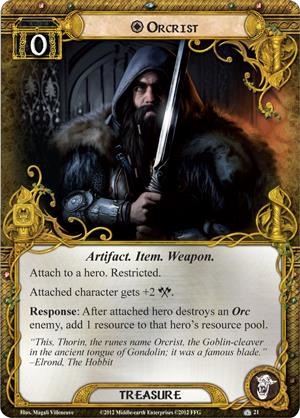 Orcrist
0
Artifact. Item. Weapon.
Attach to a hero. Restricted.
Attached character gets +2 .
Response: After attached hero destroys an Orc
enemy, add 1 resource to that hero's resource pool.
"This, Thorin, the runes name Orcrist, the Goblin-cleaver
in the ancient tongue of Gondolin; it was a famous blade."
–Elrond, The Hobbit
TREASURE
Illus. Magali Villeneuve
©2012 Middle-earth Enterprises ©2012 FFG
21